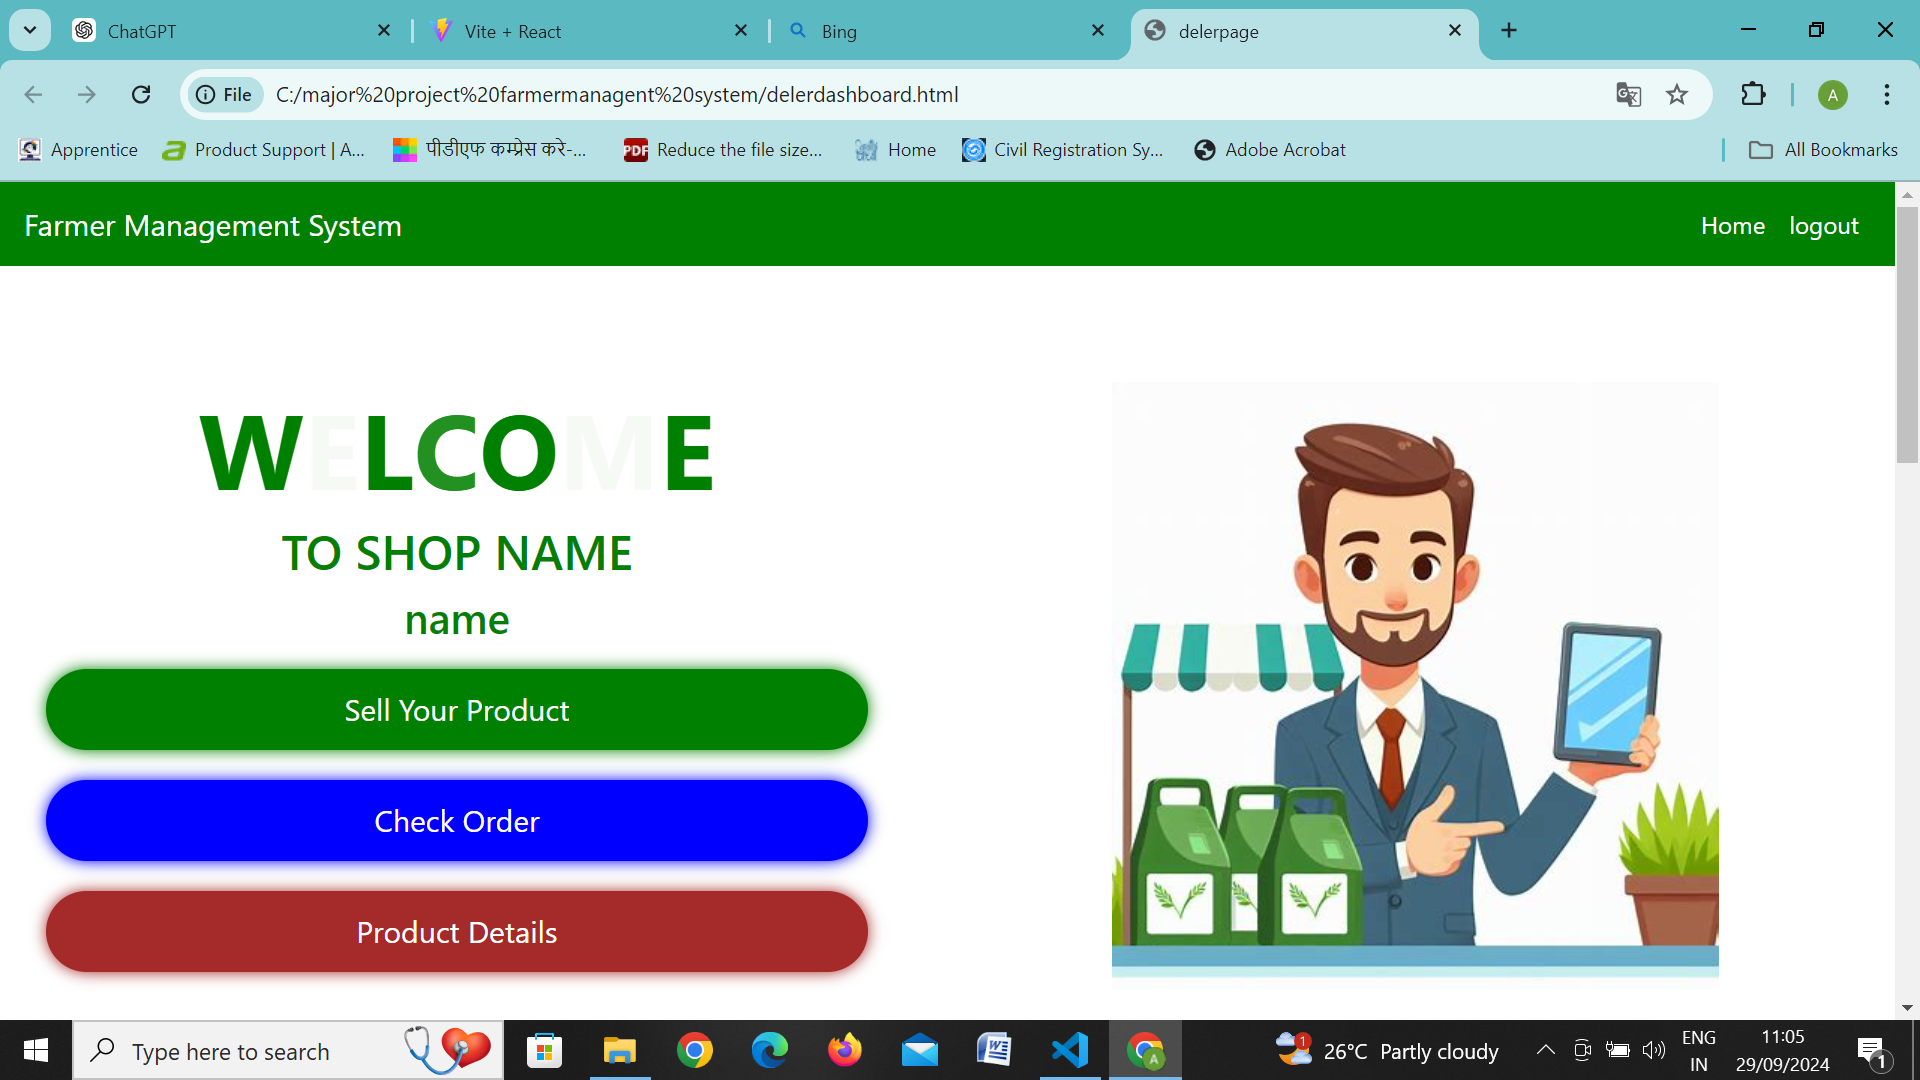 ChatGPT
Vite + React
Bing
delerpage
File
C:/major%20project%20farmermanagent%20system/delerdashboard.html
A
Apprentice
Product Support | A...
पीडीएफ कम्प्रेस करे-...
PDF
Reduce the file size...
Home
Civil Registration Sy...
Adobe Acrobat
All Bookmarks
Farmer Management System
Home
logout
WELCOME
TO SHOP NAME
name
Sell Your Product
Check Order
Product Details
Type here to search
A
1
26°C Partly cloudy
ENG
IN
11:05
29/09/2024
1